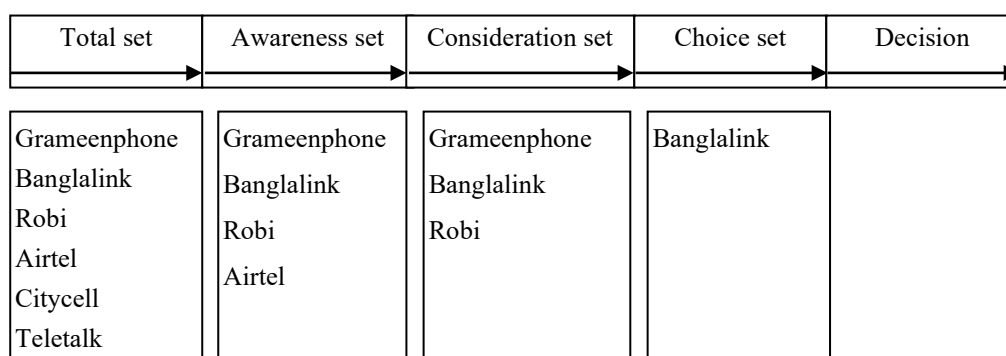 Total set Awareness set Consideration set Choice set Decision
Grameenphone Grameenphone Grameenphone Banglalink
Banglalink Banglalink Banglalink
Robi Robi Robi
Airtel Airtel
Citycell
Teletalk